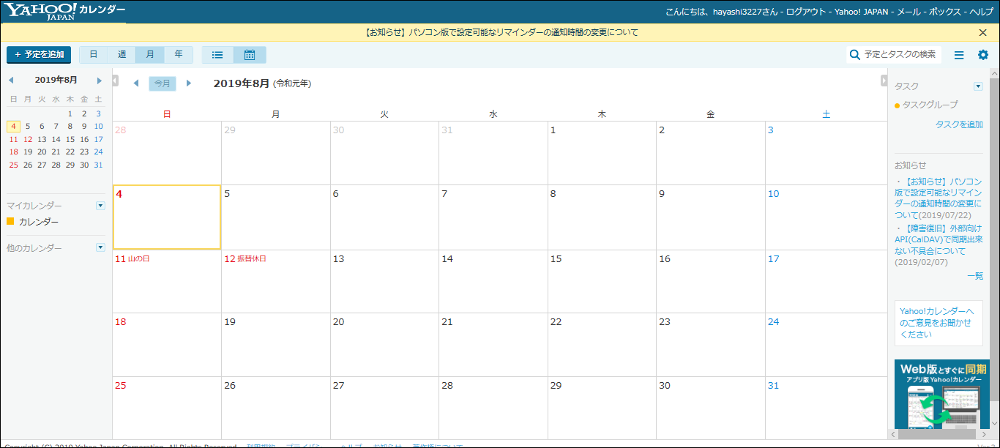 YAHOO! JAPAN カレンダー
こんにちは、hayashi3227さん - ログアウト - Yahoo! JAPAN - メール - ボックス - ヘルプ
【お知らせ】パソコン版で設定可能なリマインダーの通知時間の変更について
+ 予定を追加 日 週 月 年
予定とタスクの検索
2019年8月
日 月 火 水 木 金 土
1 2 3
4 5 6 7 8 9 10
11 12 13 14 15 16 17
18 19 20 21 22 23 24
25 26 27 28 29 30 31
マイカレンダー
カレンダー
他のカレンダー
今月 2019年8月 (令和元年)
日 月 火 水 木 金 土
28 29 30 31 1 2 3
4 5 6 7 8 9 10
11 山の日 12 振替休日 13 14 15 16 17
18 19 20 21 22 23 24
25 26 27 28 29 30 31
タスク
タスクグループ
タスクを追加
お知らせ
・【お知らせ】パソコン
版で設定可能なリマイン
ダーの通知時間の変更に
ついて(2019/07/22)
・【障害復旧】外部向け
API(CalDAV)で同期出来
ない不具合について
(2019/02/07)
一覧
Yahoo!カレンダーへ
のご意見をお聞かせ
ください
Web版とすぐに同期
アプリ版 Yahoo!カレンダー
Copyright (C) 2019 Yahoo Japan Corporation. All Rights Reserved. 利用規約 プライバシー ヘルプ お知らせ 著作権について